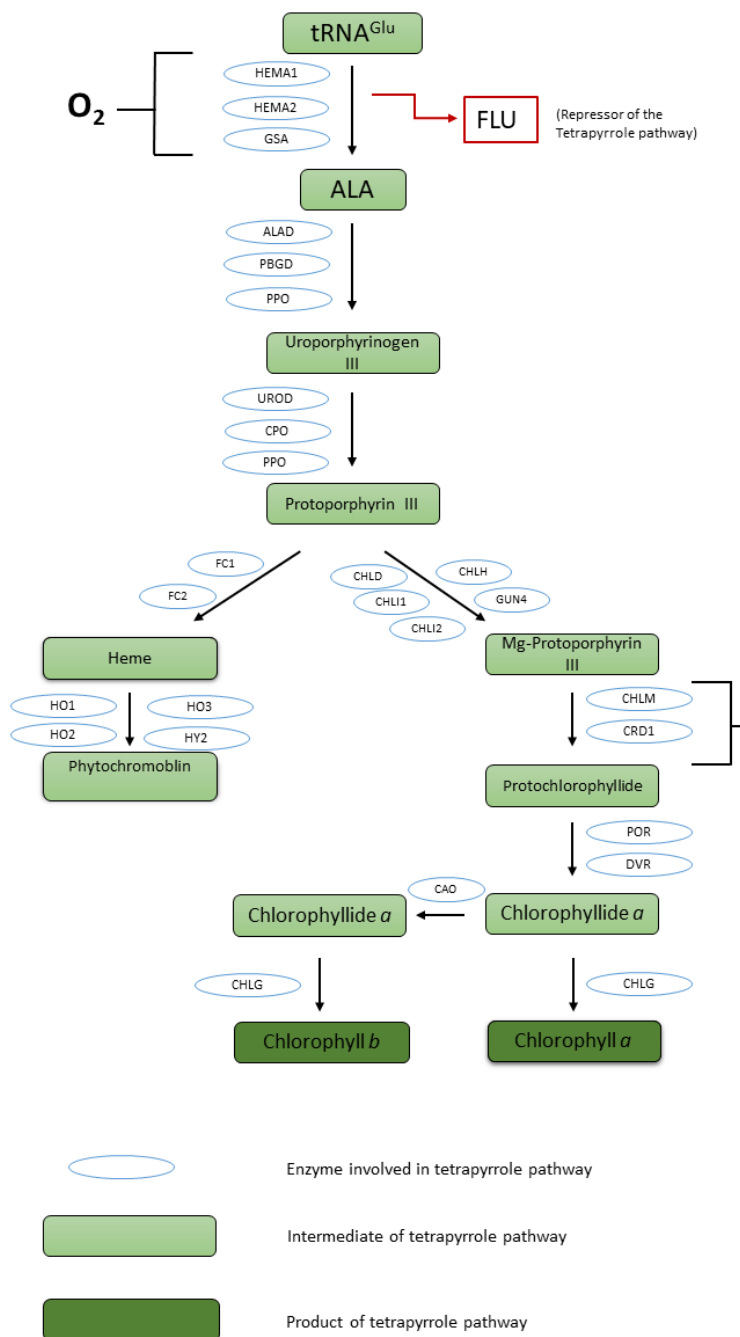 tRNA^Glu
HEMA1
O₂
HEMA2
FLU
(Repressor of the
Tetrapyrrole pathway)
GSA
ALA
ALAD
PBGD
PPO
Uroporphyrinogen
III
UROD
CPO
PPO
Protoporphyrin III
FC1
FC2
CHLD
CHLH
CHLI1
GUN4
CHLI2
Heme
Mg-Protoporphyrin
III
HO1
HO3
HO2
HY2
CHLM
CRD1
Phytochromoblin
Protochlorophyllide
POR
DVR
CAO
Chlorophyllide a
Chlorophyllide a
CHLG
CHLG
Chlorophyll b
Chlorophyll a
Enzyme involved in tetrapyrrole pathway
Intermediate of tetrapyrrole pathway
Product of tetrapyrrole pathway